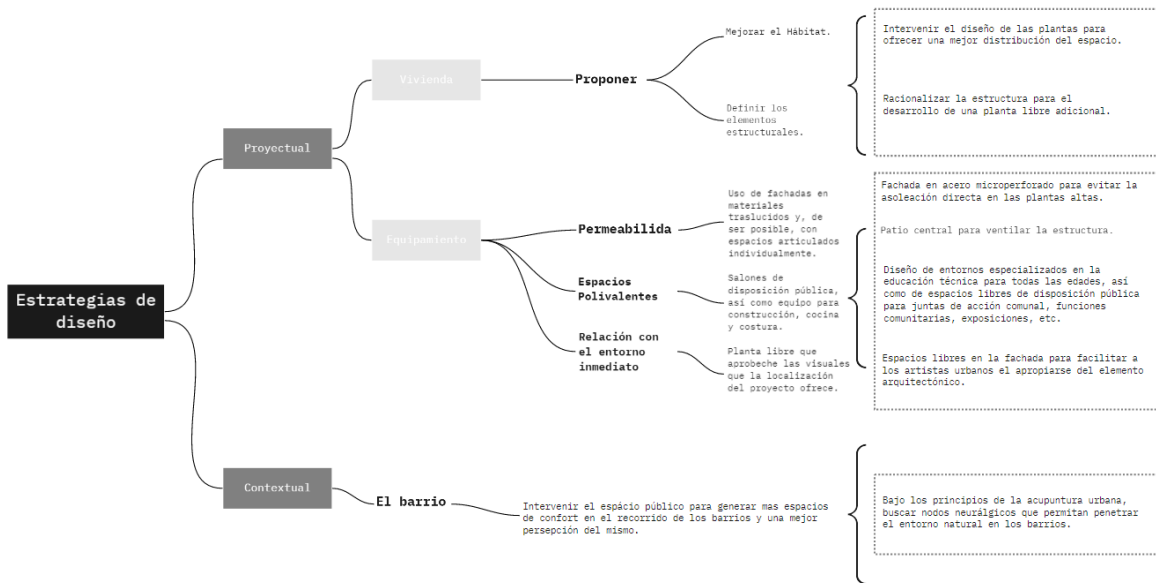 Estrategias de
diseño
Proyectual
Vivienda
Proponer
Mejorar el Hábitat.
Definir los
elementos
estructurales.
Intervenir el diseño de las plantas para
ofrecer una mejor distribución del espacio.
Racionalizar la estructura para el
desarrollo de una planta libre adicional.
Equipamiento
Permeabilida
Uso de fachadas en
materiales
traslucidos y, de
ser posible, con
espacios articulados
individualmente.
Espacios
Polivalentes
Salones de
disposición pública,
así como equipo para
construcción, cocina
y costura.
Relación con
el entorno
inmediato
Planta libre que
aprobeche las visuales
que la localización
del proyecto ofrece.
Fachada en acero microperforado para evitar la
asoleación directa en las plantas altas.
Patio central para ventilar la estructura.
Diseño de entornos especializados en la
educación técnica para todas las edades, así
como de espacios libres de disposición pública
para juntas de acción comunal, funciones
comunitarias, exposiciones, etc.
Espacios libres en la fachada para facilitar a
los artistas urbanos el apropiarse del elemento
arquitectónico.
Contextual
El barrio
Intervenir el espácio público para generar mas espacios
de confort en el recorrido de los barrios y una mejor
persepción del mismo.
Bajo los principios de la acupuntura urbana,
buscar nodos neurálgicos que permitan penetrar
el entorno natural en los barrios.